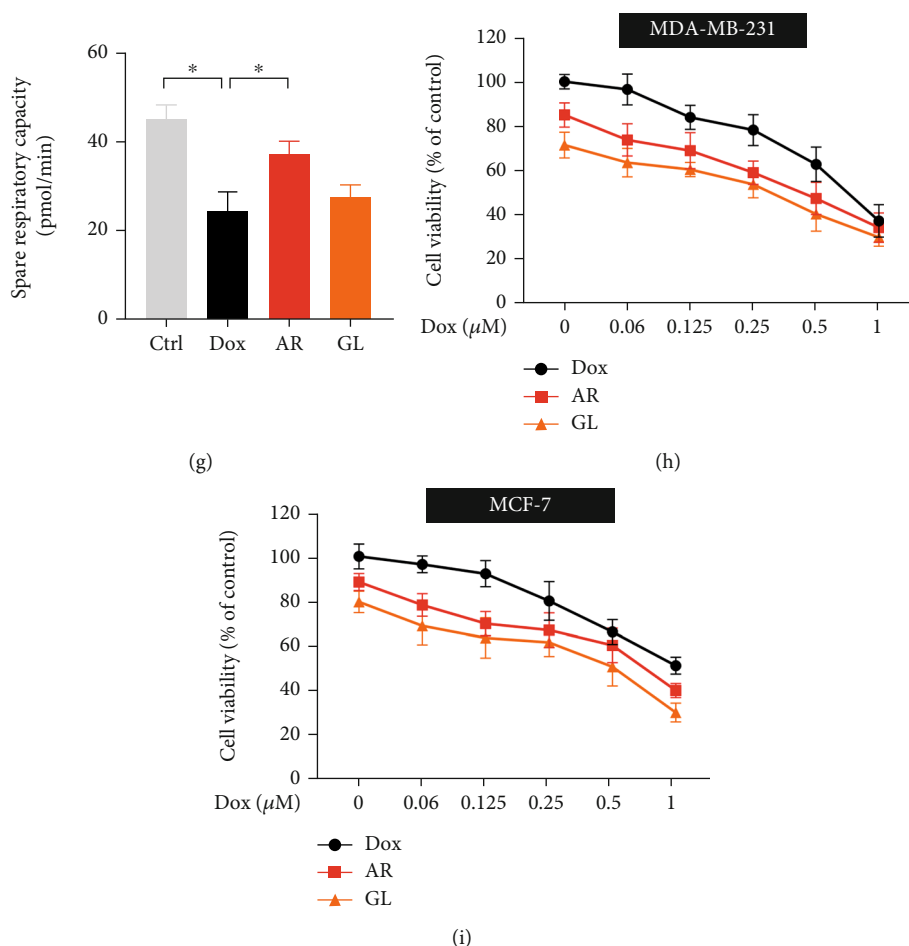 Spare respiratory capacity
(pmol/min)
60
40
20
0
* *
Ctrl Dox AR GL
(g)
MDA-MB-231
Cell viability (% of control)
120
100
80
60
40
20
0
Dox (μM) 0 0.06 0.125 0.25 0.5 1
Dox
AR
GL
(h)
MCF-7
Cell viability (% of control)
120
100
80
60
40
20
0
Dox (μM) 0 0.06 0.125 0.25 0.5 1
Dox
AR
GL
(i)